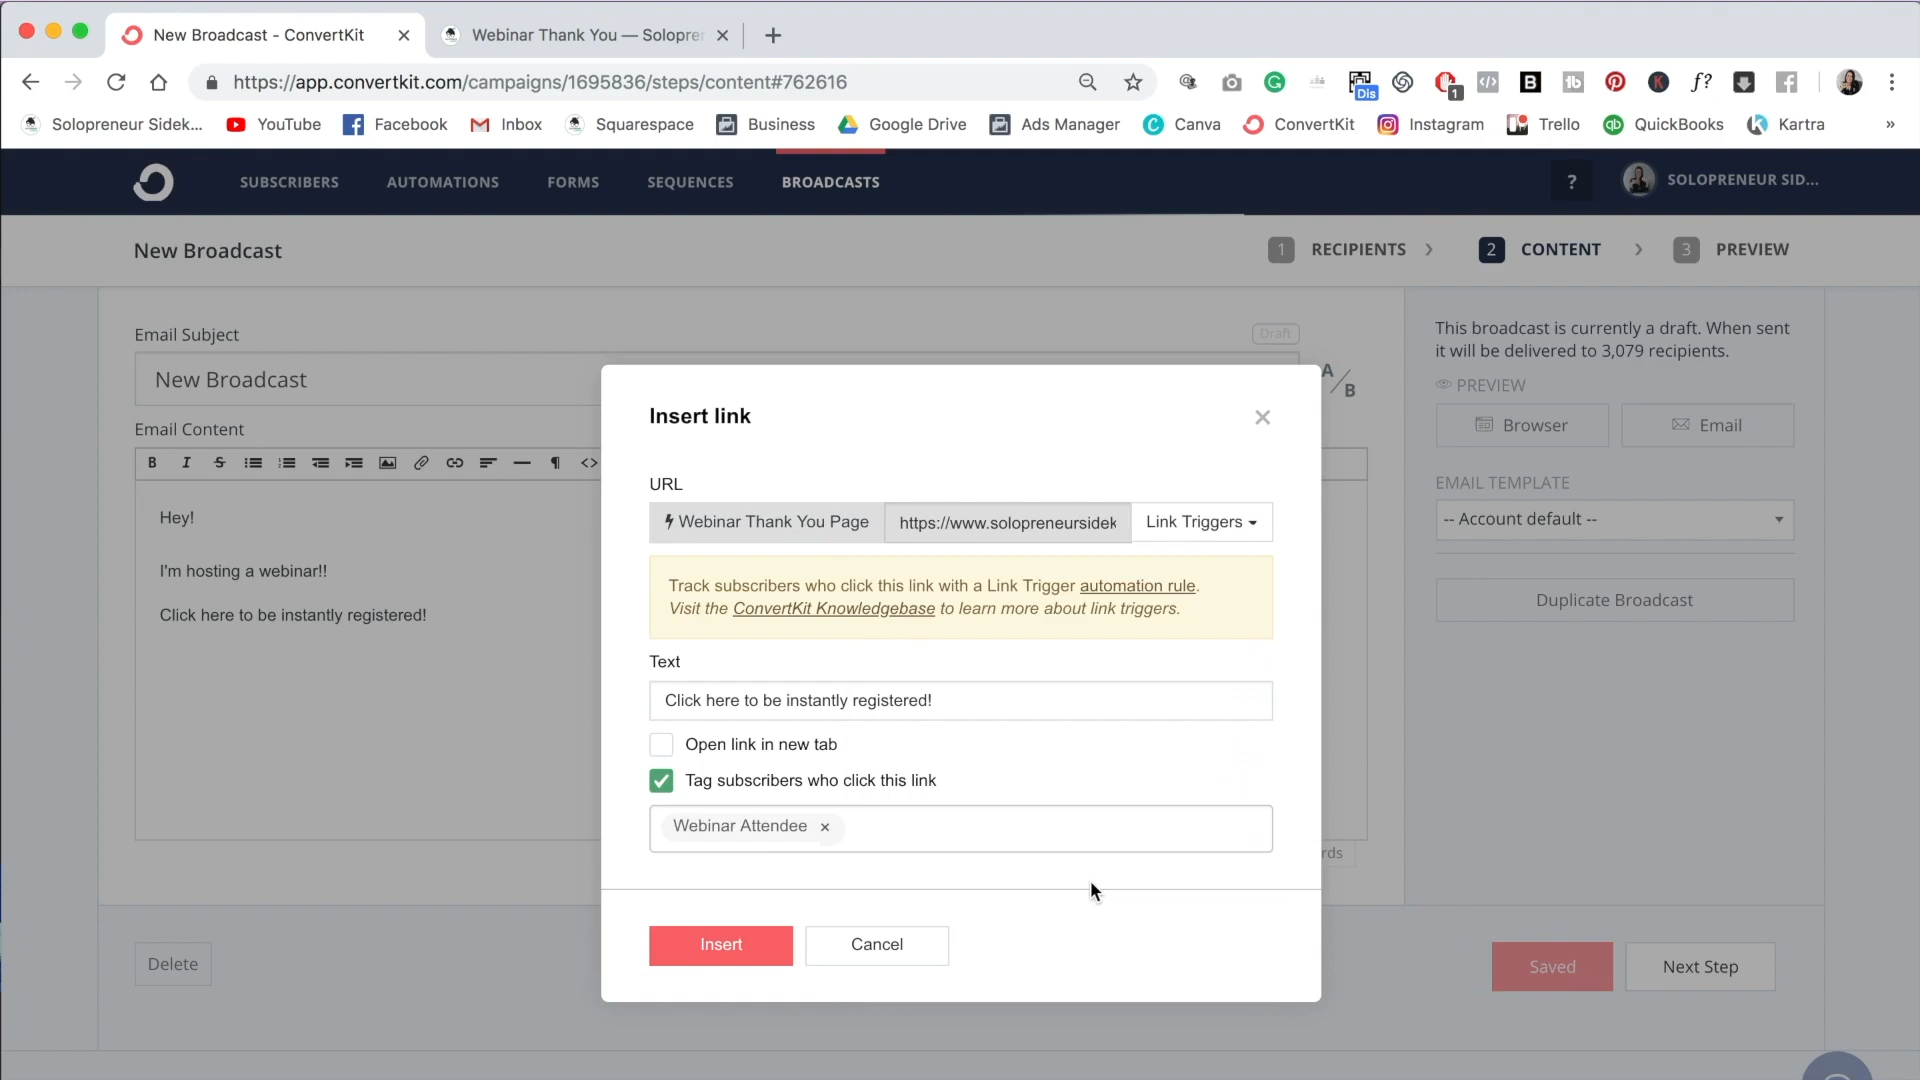 New Broadcast - ConvertKit
Webinar Thank You — Solopre
https://app.convertkit.com/campaigns/1695836/steps/content#762616
Dis
1
B
tb
K
f?
Solopreneur Sidek...
YouTube
Facebook
Inbox
Squarespace
Business
Google Drive
Ads Manager
Canva
ConvertKit
Instagram
Trello
QuickBooks
Kartra
»
SUBSCRIBERS
AUTOMATIONS
FORMS
SEQUENCES
BROADCASTS
?
SOLOPRENEUR SID...
New Broadcast
1 RECIPIENTS
2 CONTENT
3 PREVIEW
Email Subject
Draft
New Broadcast
A/B
Email Content
B I S
Hey!
I'm hosting a webinar!!
Click here to be instantly registered!
rds
Insert link
URL
Webinar Thank You Page
https://www.solopreneursidek
Link Triggers
Track subscribers who click this link with a Link Trigger automation rule.
Visit the ConvertKit Knowledgebase to learn more about link triggers.
Text
Click here to be instantly registered!
Open link in new tab
Tag subscribers who click this link
Webinar Attendee ×
Insert
Cancel
This broadcast is currently a draft. When sent
it will be delivered to 3,079 recipients.
PREVIEW
Browser
Email
EMAIL TEMPLATE
-- Account default --
Duplicate Broadcast
Delete
Saved
Next Step